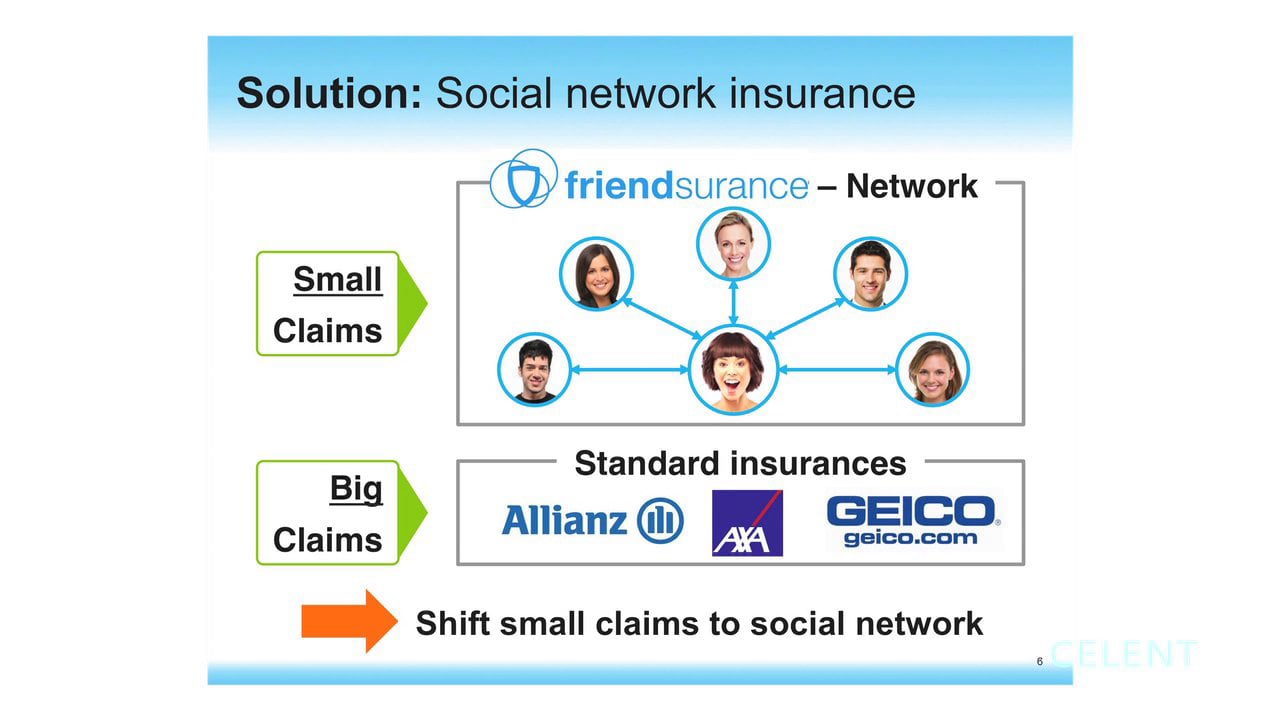 Solution: Social network insurance
friendsurance – Network
Small
Claims
Big
Claims
Standard insurances
Allianz
AXA
GEICO®
geico.com
Shift small claims to social network
6
CELENT